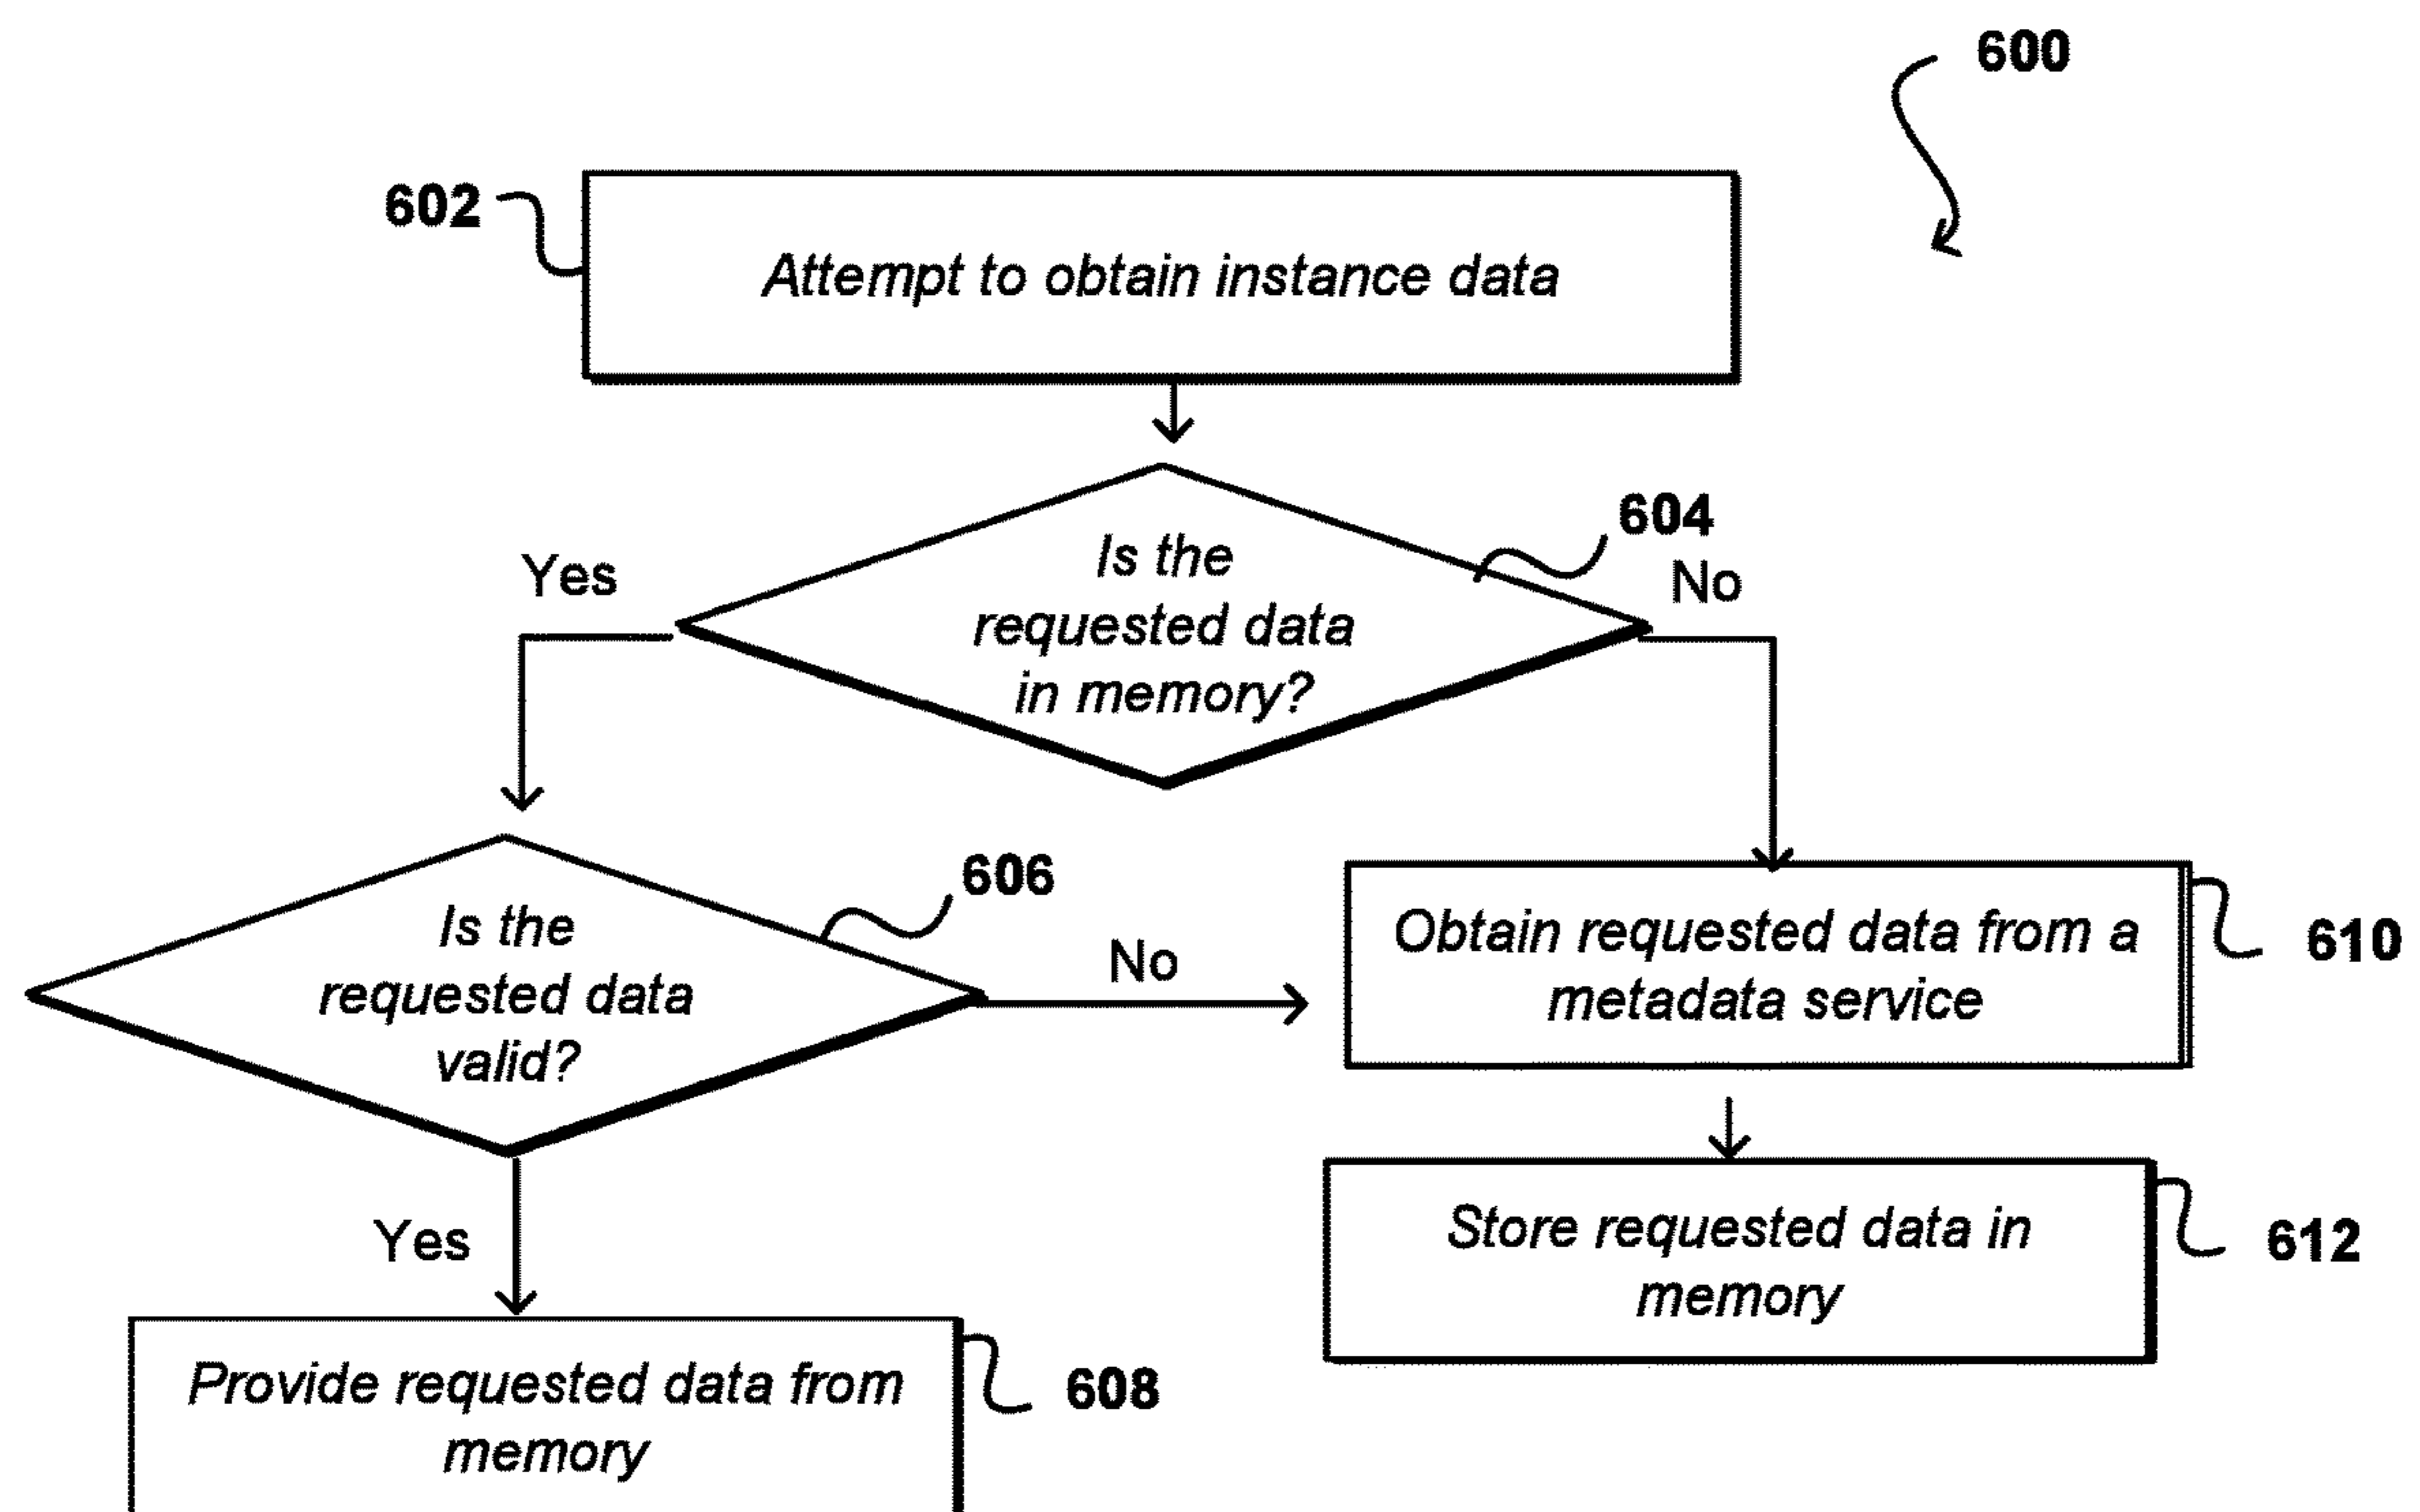 600
602
Attempt to obtain instance data
604
Is the
requested data
in memory?
Yes
No
606
Is the
requested data
valid?
No
Obtain requested data from a
metadata service
610
Yes
Store requested data in
memory
612
Provide requested data from
memory
608